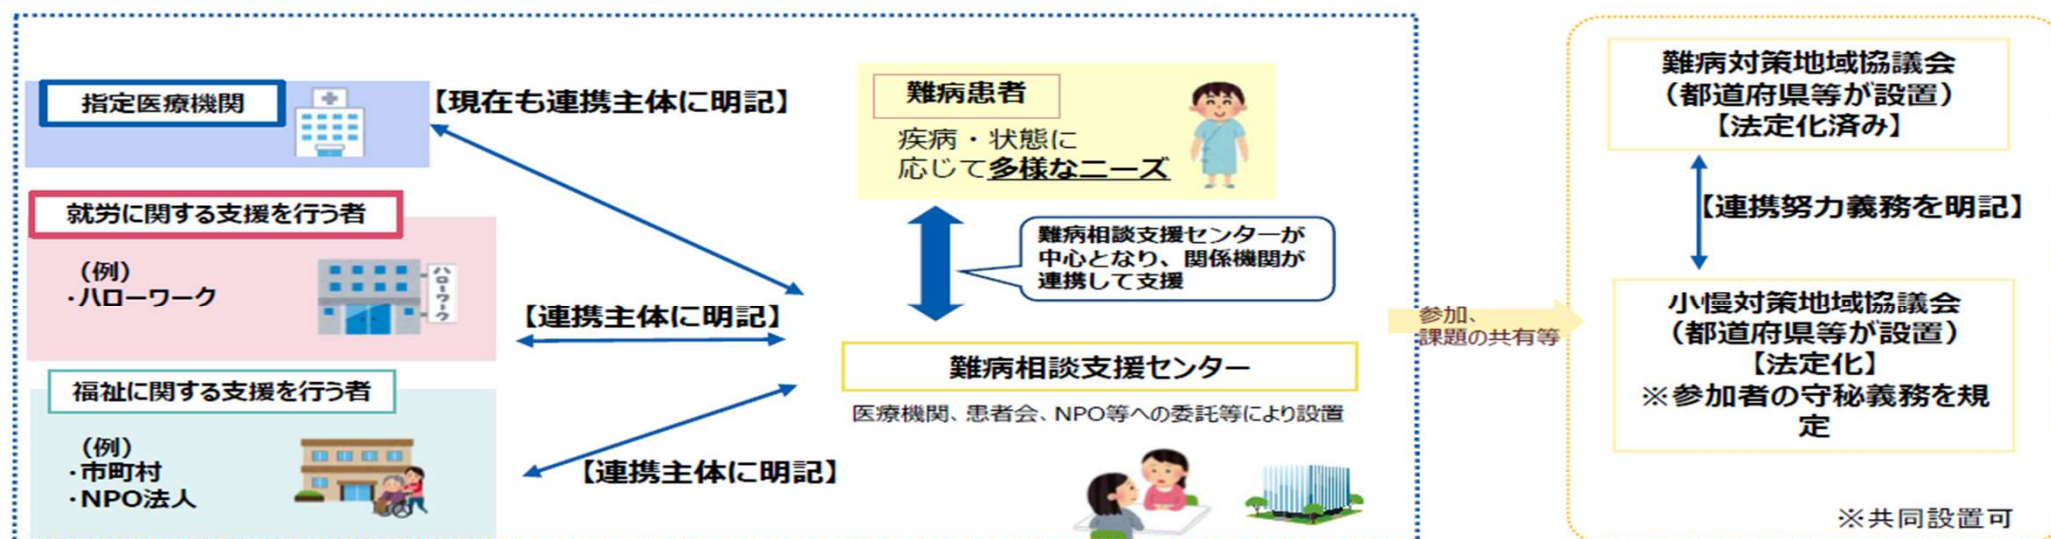 指定医療機関
【現在も連携主体に明記】
就労に関する支援を行う者
（例）
・ハローワーク
ハローワーク
【連携主体に明記】
福祉に関する支援を行う者
（例）
・市町村
・NPO法人
【連携主体に明記】
難病患者
疾病・状態に
応じて多様なニーズ
難病相談支援センターが
中心となり、関係機関が
連携して支援
難病相談支援センター
医療機関、患者会、NPO等への委託等により設置
参加、
課題の共有等
難病対策地域協議会
（都道府県等が設置）
【法定化済み】
【連携努力義務を明記】
小慢対策地域協議会
（都道府県等が設置）
【法定化】
※参加者の守秘義務を規
定
※共同設置可